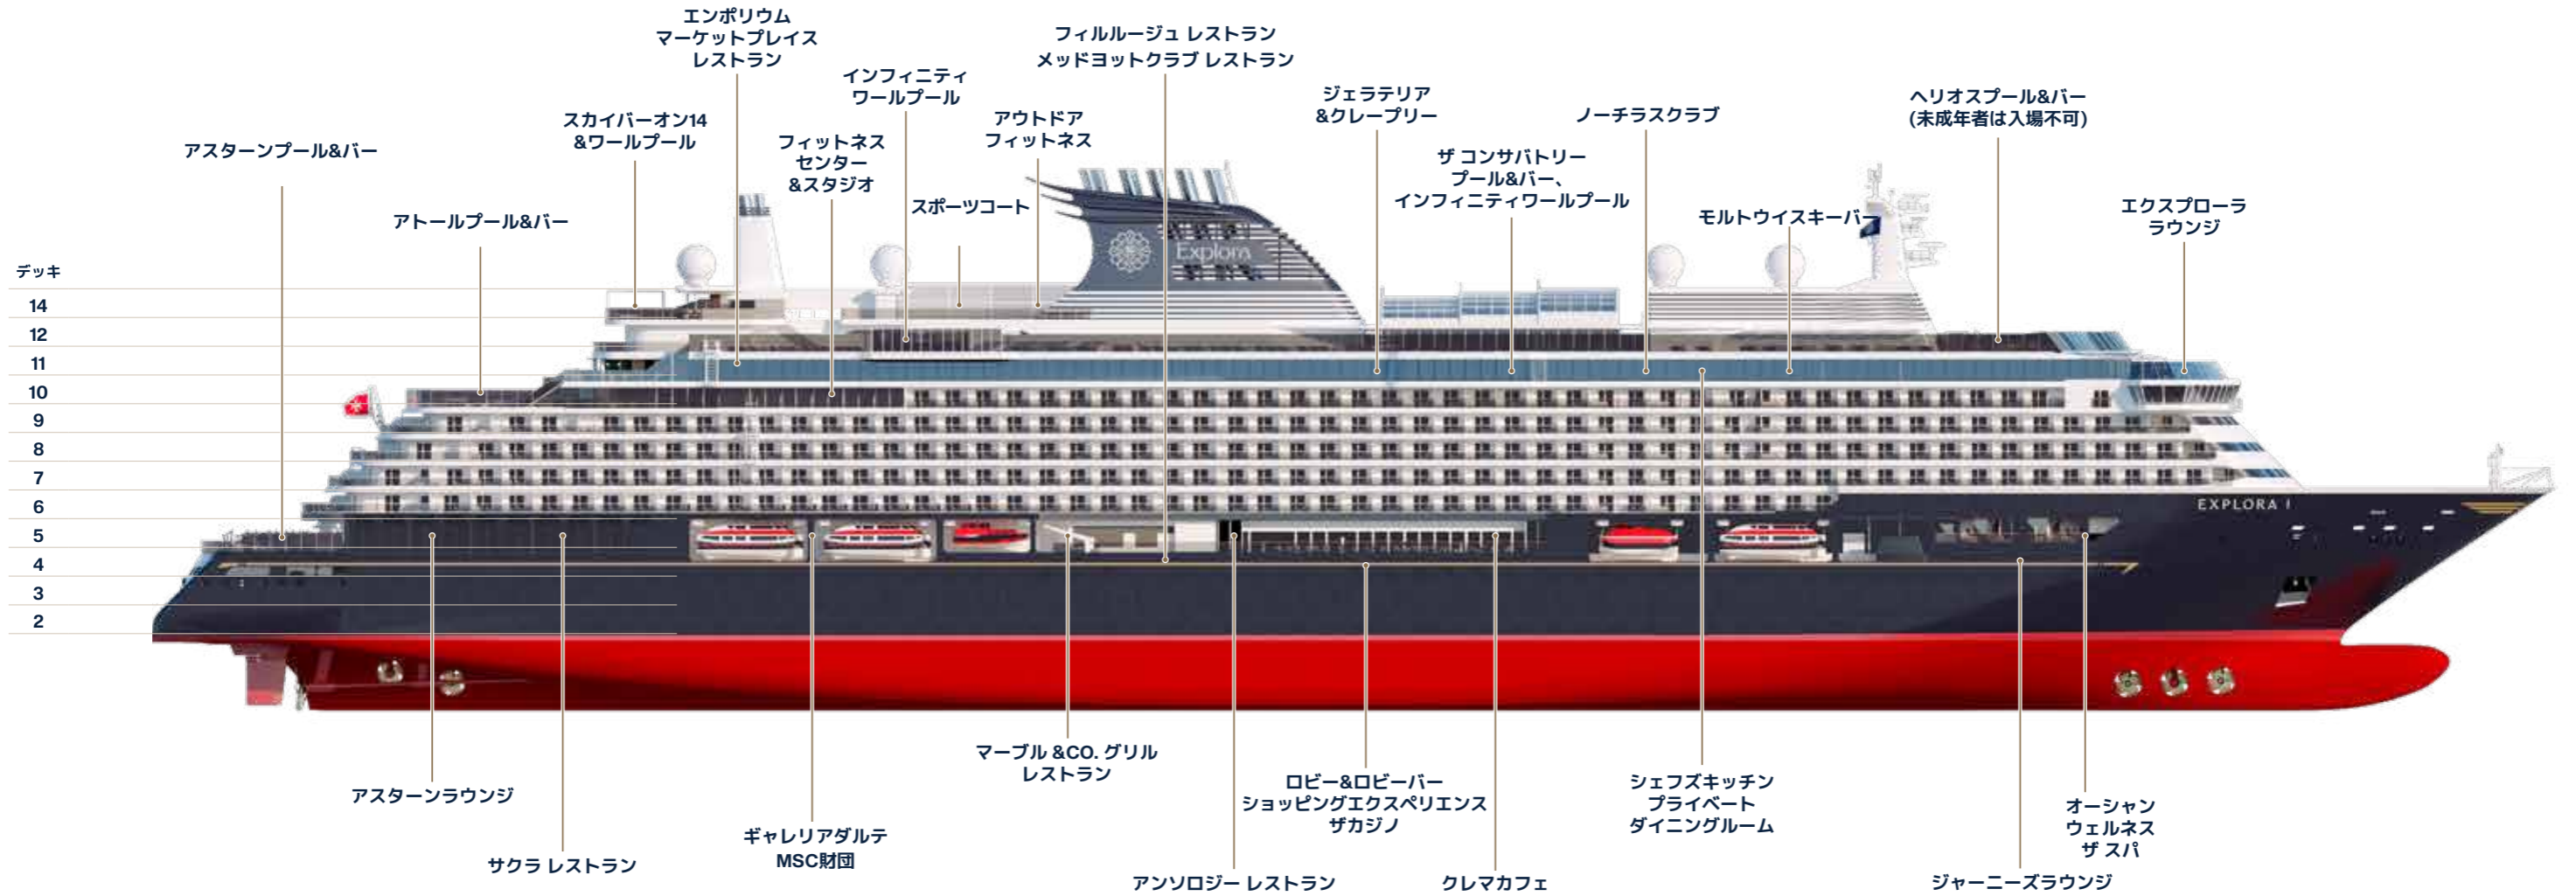 エンポリウム
マーケットプレイス
レストラン
フィルルージュ レストラン
メッドヨットクラブ レストラン
インフィニティ
ワールプール
スカイバーオン14
&ワールプール
アウトドア
フィットネス
ジェラテリア
&クレープリー
ノーチラスクラブ
ヘリオスプール&バー
(未成年者は入場不可)
アスターンプール&バー
フィットネス
センター
&スタジオ
ザ コンサバトリー
プール&バー、
インフィニティワールプール
アトールプール&バー
スポーツコート
モルトウイスキーバー
エクスプローラ
ラウンジ
Explora
デッキ
14
12
11
10
9
8
7
6
5
4
3
2
EXPLORA I
マーブル &CO. グリル
レストラン
アスターンラウンジ
ロビー&ロビーバー
ショッピングエクスペリエンス
ザカジノ
シェフズキッチン
プライベート
ダイニングルーム
オーシャン
ウェルネス
ザ スパ
ギャレリアダルテ
MSC財団
サクラ レストラン
アンソロジー レストラン
クレマカフェ
ジャーニーズラウンジ